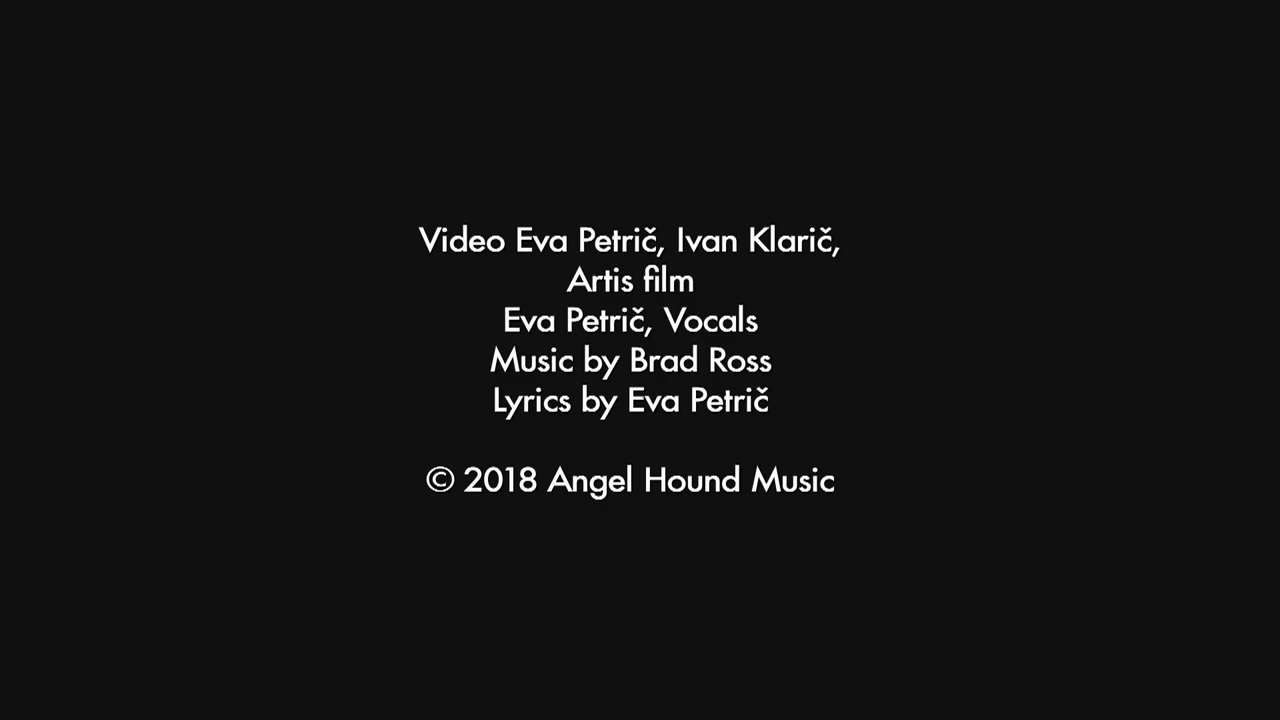 Video Eva Petrič, Ivan Klarič,
Artis film
Eva Petrič, Vocals
Music by Brad Ross
Lyrics by Eva Petrič
© 2018 Angel Hound Music